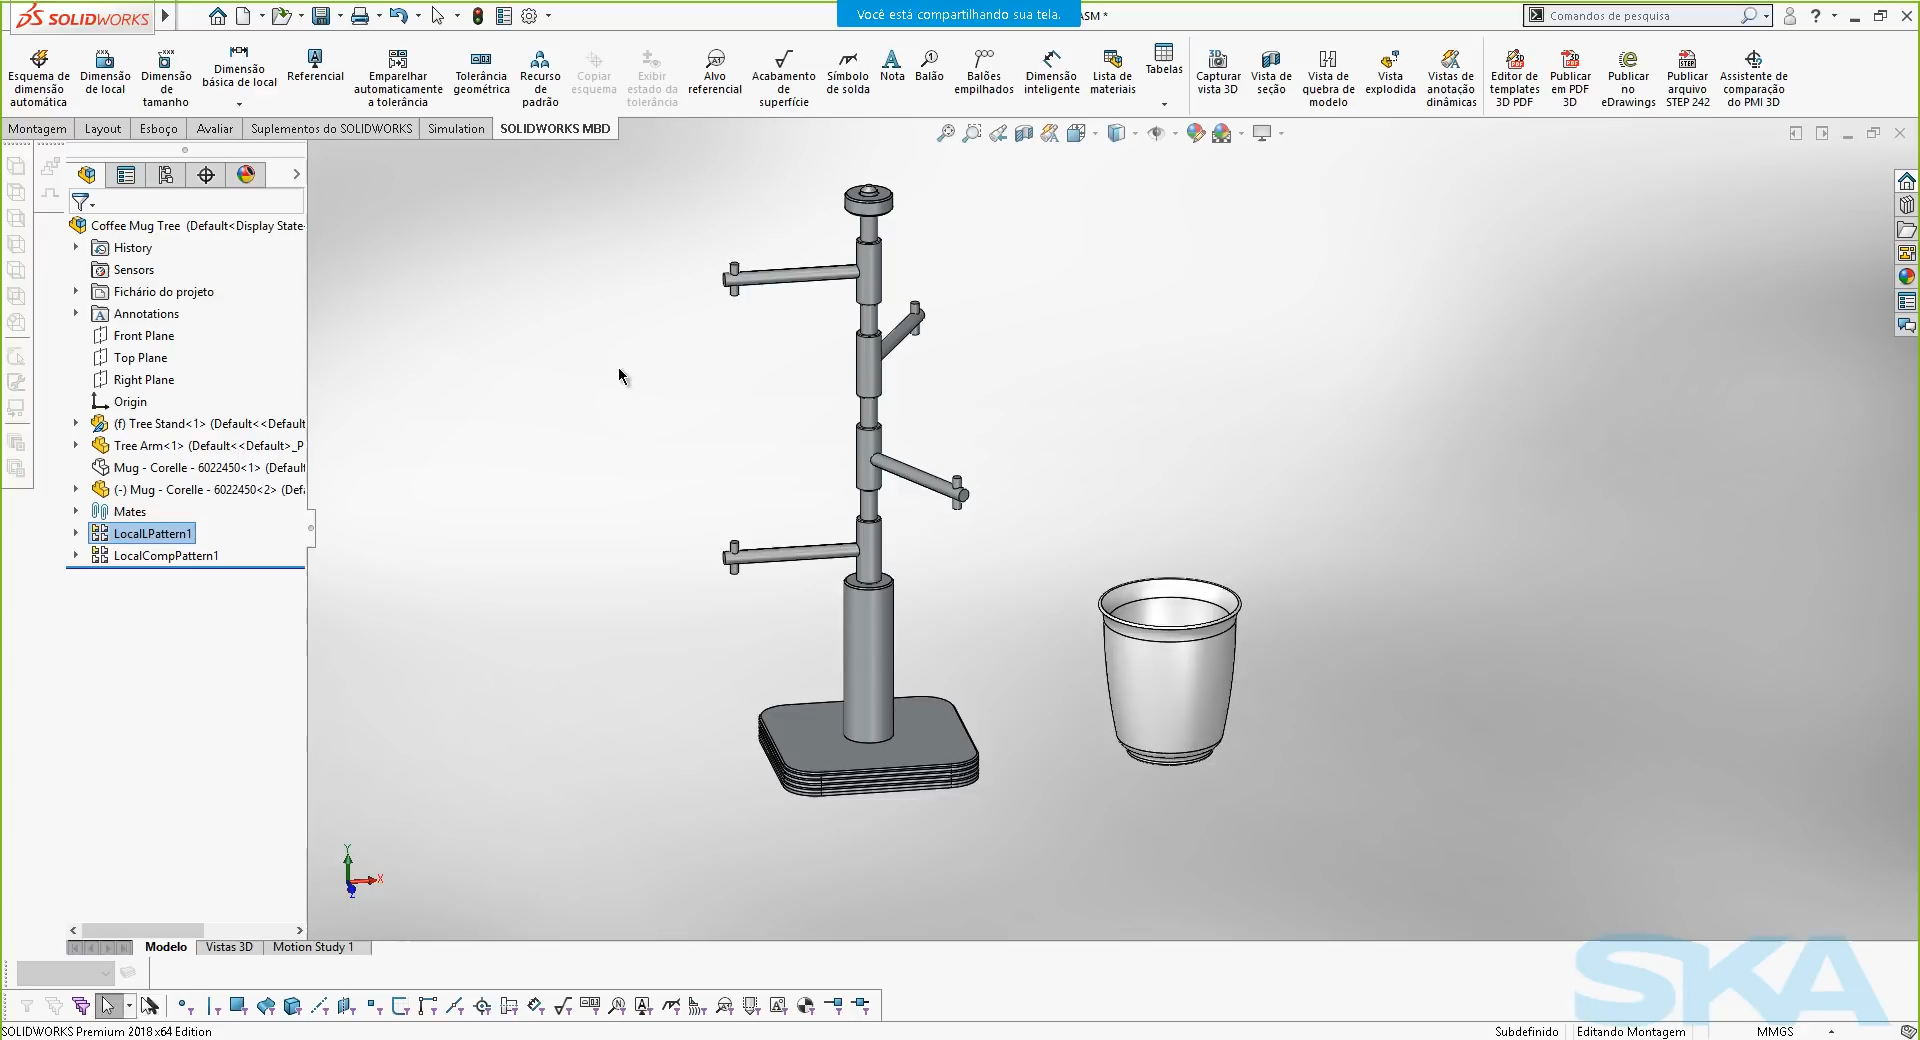 SOLIDWORKS
Você está compartilhando sua tela.
ASM *
Comandos de pesquisa
Esquema de dimensão automática
Dimensão de local
Dimensão de tamanho
Dimensão básica de local
Referencial
Emparelhar automaticamente a tolerância
Tolerância geométrica
Recurso de padrão
Copiar esquema
Exibir estado da tolerância
Alvo referencial
Acabamento de superfície
Símbolo de solda
Nota
Balão
Balões empilhados
Dimensão inteligente
Lista de materiais
Tabelas
Capturar vista 3D
Vista de seção
Vista de quebra de modelo
Vista explodida
Vistas de anotação dinâmicas
Editor de templates 3D PDF
Publicar em PDF 3D
Publicar no eDrawings
Publicar arquivo STEP 242
Assistente de comparação do PMI 3D
Montagem
Layout
Esboço
Avaliar
Suplementos do SOLIDWORKS
Simulation
SOLIDWORKS MBD
Coffee Mug Tree (Default<Display State-
History
Sensors
Fichário do projeto
Annotations
Front Plane
Top Plane
Right Plane
Origin
(f) Tree Stand<1> (Default<<Default
Tree Arm<1> (Default<<Default>_P
Mug - Corelle - 6022450<1> (Defaul
(-) Mug - Corelle - 6022450<2> (Def
Mates
LocalLPattern1
LocalCompPattern1
Y
X
Z
Modelo
Vistas 3D
Motion Study 1
SKA
SOLIDWORKS Premium 2018 x64 Edition
Subdefinido
Editando Montagem
MMGS